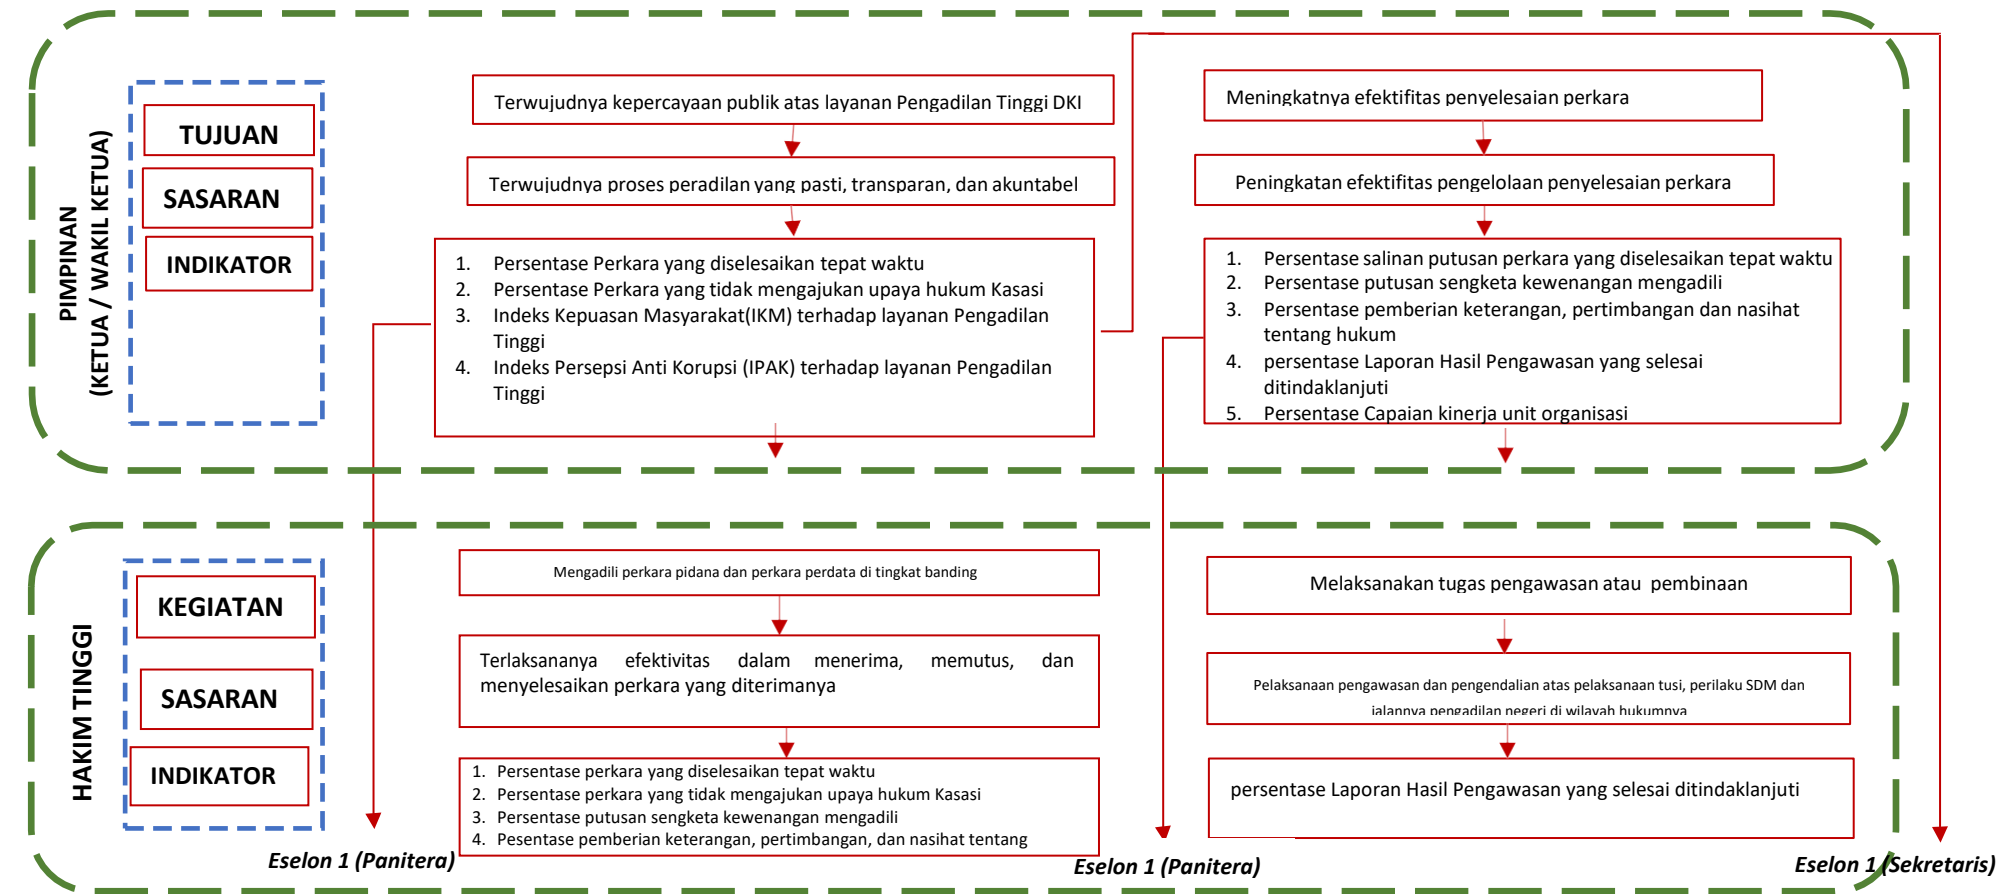 PIMPINAN
(KETUA / WAKIL KETUA)
TUJUAN
SASARAN
INDIKATOR
Terwujudnya kepercayaan publik atas layanan Pengadilan Tinggi DKI
Terwujudnya proses peradilan yang pasti, transparan, dan akuntabel
1. Persentase Perkara yang diselesaikan tepat waktu
2. Persentase Perkara yang tidak mengajukan upaya hukum Kasasi
3. Indeks Kepuasan Masyarakat(IKM) terhadap layanan Pengadilan
Tinggi
4. Indeks Persepsi Anti Korupsi (IPAK) terhadap layanan Pengadilan
Tinggi
Meningkatnya efektifitas penyelesaian perkara
Peningkatan efektifitas pengelolaan penyelesaian perkara
1. Persentase salinan putusan perkara yang diselesaikan tepat waktu
2. Persentase putusan sengketa kewenangan mengadili
3. Persentase pemberian keterangan, pertimbangan dan nasihat
tentang hukum
4. persentase Laporan Hasil Pengawasan yang selesai
ditindaklanjuti
5. Persentase Capaian kinerja unit organisasi
HAKIM TINGGI
KEGIATAN
SASARAN
INDIKATOR
Mengadili perkara pidana dan perkara perdata di tingkat banding
Terlaksananya efektivitas dalam menerima, memutus, dan
menyelesaikan perkara yang diterimanya
1. Persentase perkara yang diselesaikan tepat waktu
2. Persentase perkara yang tidak mengajukan upaya hukum Kasasi
3. Persentase putusan sengketa kewenangan mengadili
4. Pesentase pemberian keterangan, pertimbangan, dan nasihat tentang
Melaksanakan tugas pengawasan atau pembinaan
Pelaksanaan pengawasan dan pengendalian atas pelaksanaan tusi, perilaku SDM dan
jalannya pengadilan negeri di wilayah hukumnya
persentase Laporan Hasil Pengawasan yang selesai ditindaklanjuti
Eselon 1 (Panitera)
Eselon 1 (Panitera)
Eselon 1 (Sekretaris)